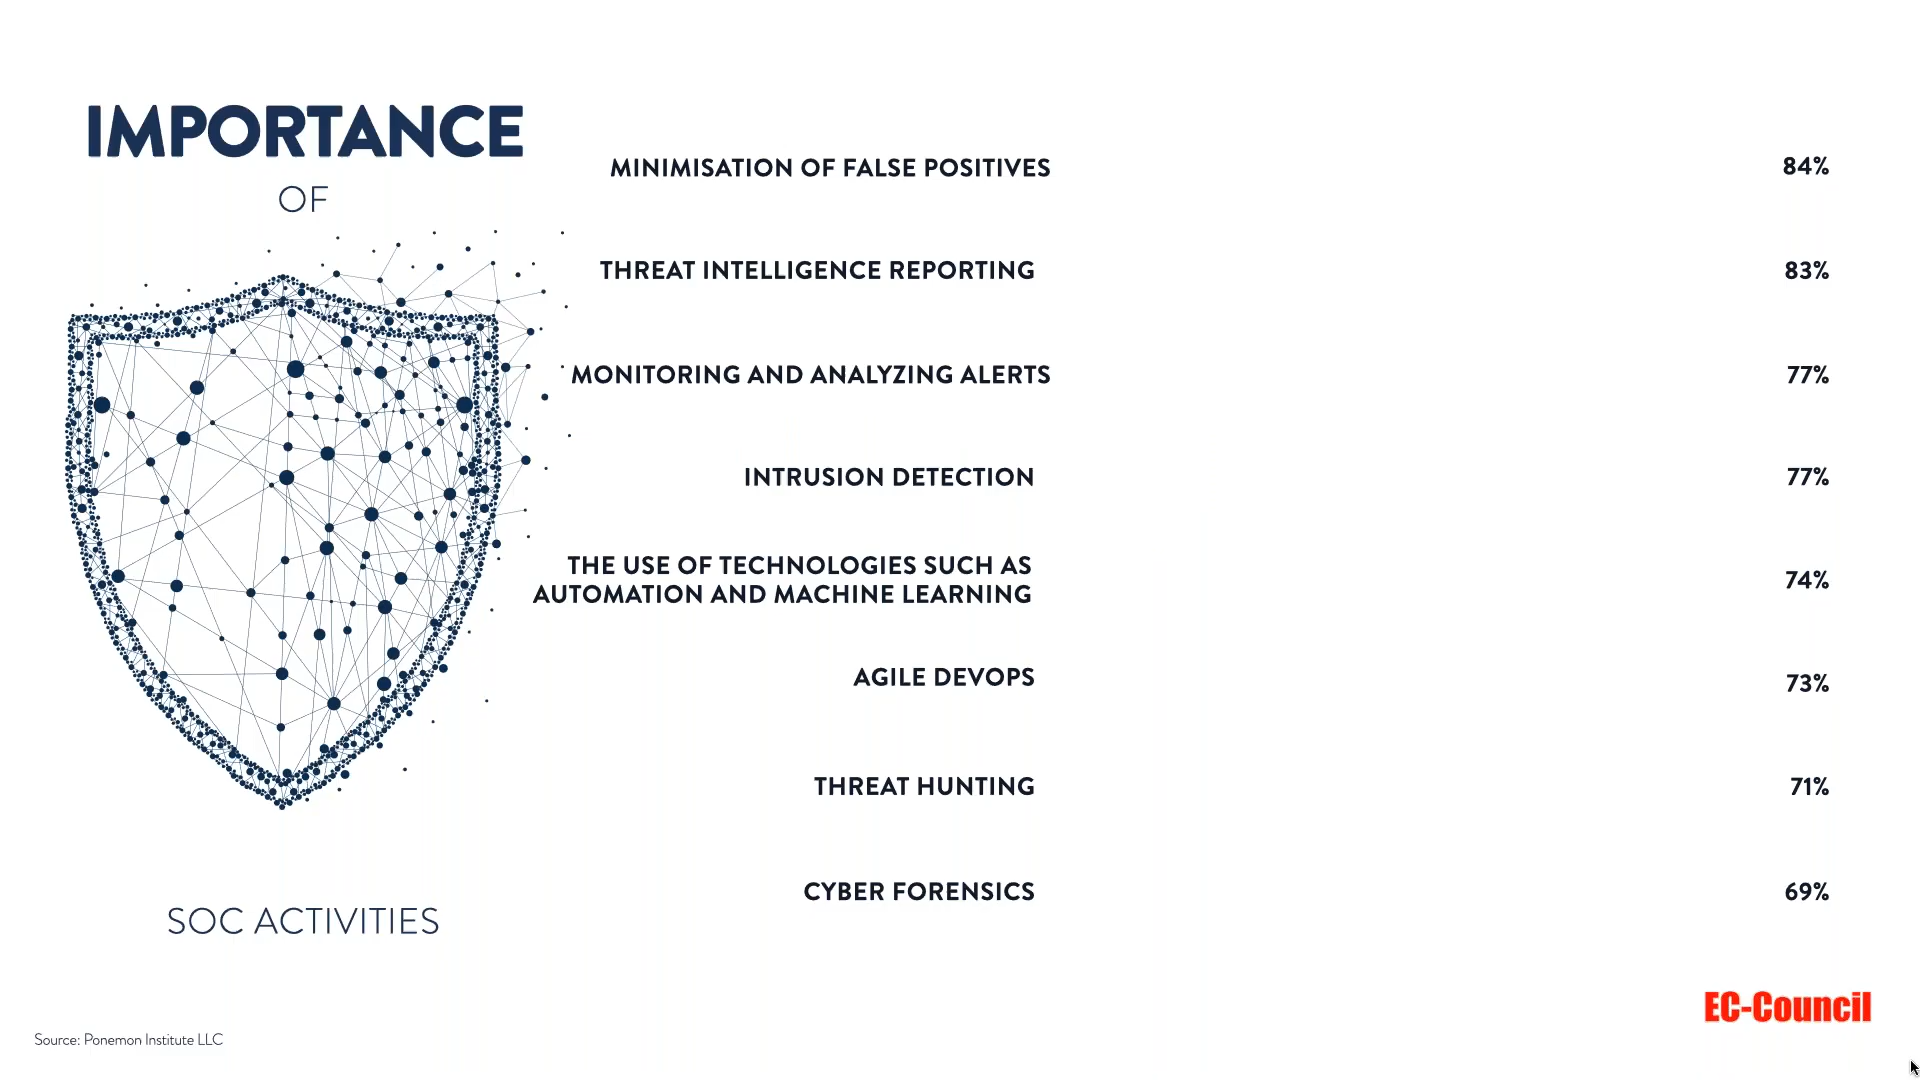 IMPORTANCE
OF
SOC ACTIVITIES
MINIMISATION OF FALSE POSITIVES 84%
THREAT INTELLIGENCE REPORTING 83%
MONITORING AND ANALYZING ALERTS 77%
INTRUSION DETECTION 77%
THE USE OF TECHNOLOGIES SUCH AS
AUTOMATION AND MACHINE LEARNING 74%
AGILE DEVOPS 73%
THREAT HUNTING 71%
CYBER FORENSICS 69%
Source: Ponemon Institute LLC
EC-Council